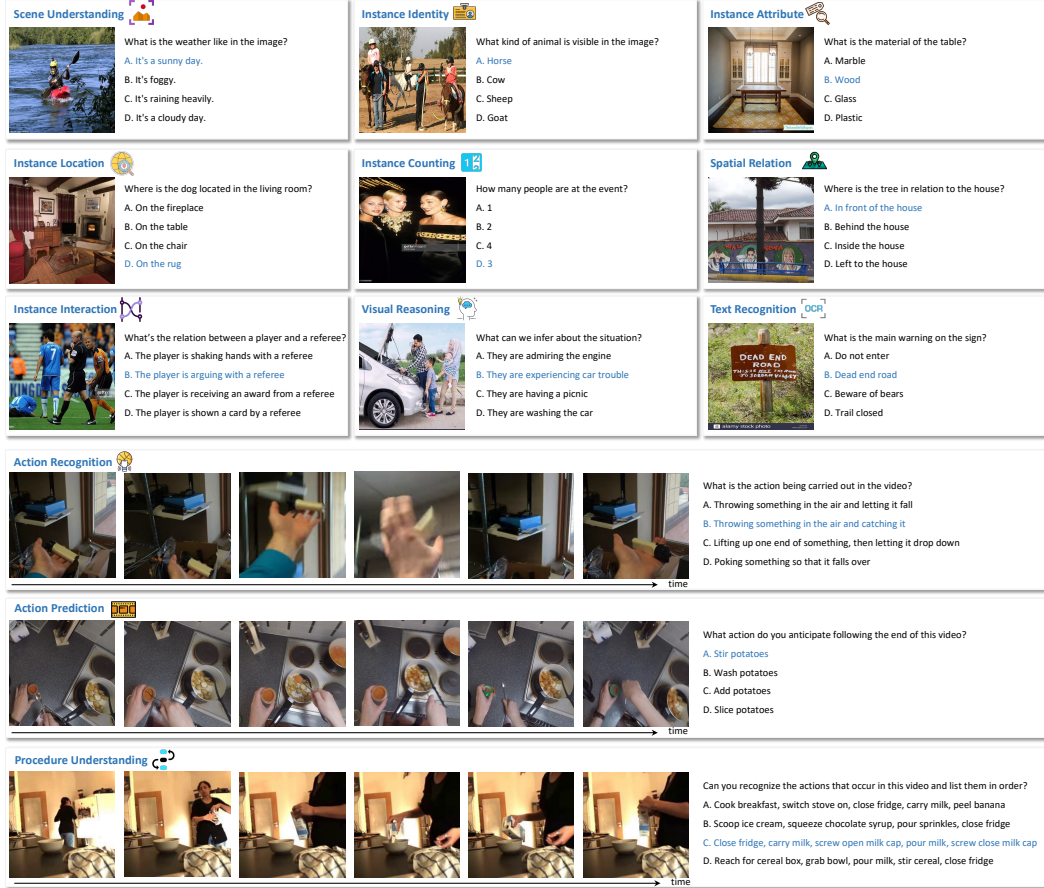 Scene Understanding
What is the weather like in the image?
A. It's a sunny day.
B. It's foggy.
C. It's raining heavily.
D. It's a cloudy day.
Instance Identity
What kind of animal is visible in the image?
A. Horse
B. Cow
C. Sheep
D. Goat
Instance Attribute
What is the material of the table?
A. Marble
B. Wood
C. Glass
D. Plastic
Instance Location
Where is the dog located in the living room?
A. On the fireplace
B. On the table
C. On the chair
D. On the rug
Instance Counting
How many people are at the event?
A. 1
B. 2
C. 4
D. 3
Spatial Relation
Where is the tree in relation to the house?
A. In front of the house
B. Behind the house
C. Inside the house
D. Left to the house
Instance Interaction
What's the relation between a player and a referee?
A. The player is shaking hands with a referee
B. The player is arguing with a referee
C. The player is receiving an award from a referee
D. The player is shown a card by a referee
7
KING
Visual Reasoning
What can we infer about the situation?
A. They are admiring the engine
B. They are experiencing car trouble
C. They are having a picnic
D. They are washing the car
Text Recognition
OCR
What is the main warning on the sign?
A. Do not enter
B. Dead end road
C. Beware of bears
D. Trail closed
DEAD END
ROAD
alamy stock photo
Action Recognition
What is the action being carried out in the video?
A. Throwing something in the air and letting it fall
B. Throwing something in the air and catching it
C. Lifting up one end of something, then letting it drop down
D. Poking something so that it falls over
time
Action Prediction
What action do you anticipate following the end of this video?
A. Stir potatoes
B. Wash potatoes
C. Add potatoes
D. Slice potatoes
time
Procedure Understanding
Can you recognize the actions that occur in this video and list them in order?
A. Cook breakfast, switch stove on, close fridge, carry milk, peel banana
B. Scoop ice cream, squeeze chocolate syrup, pour sprinkles, close fridge
C. Close fridge, carry milk, screw open milk cap, pour milk, screw close milk cap
D. Reach for cereal box, grab bowl, pour milk, stir cereal, close fridge
time